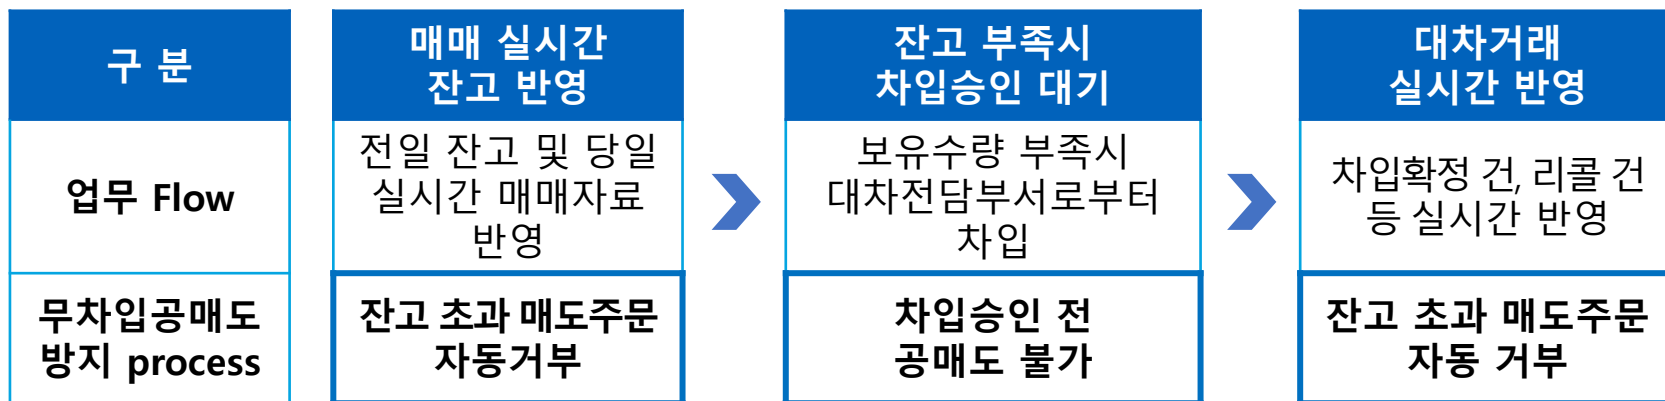 구 분
매매 실시간
잔고 반영
잔고 부족시
차입승인 대기
대차거래
실시간 반영
업무 Flow
전일 잔고 및 당일
실시간 매매자료
반영
보유수량 부족시
대차전담부서로부터
차입
차입확정 건, 리콜 건
등 실시간 반영
무차입공매도
방지 process
잔고 초과 매도주문
자동거부
차입승인 전
공매도 불가
잔고 초과 매도주문
자동 거부